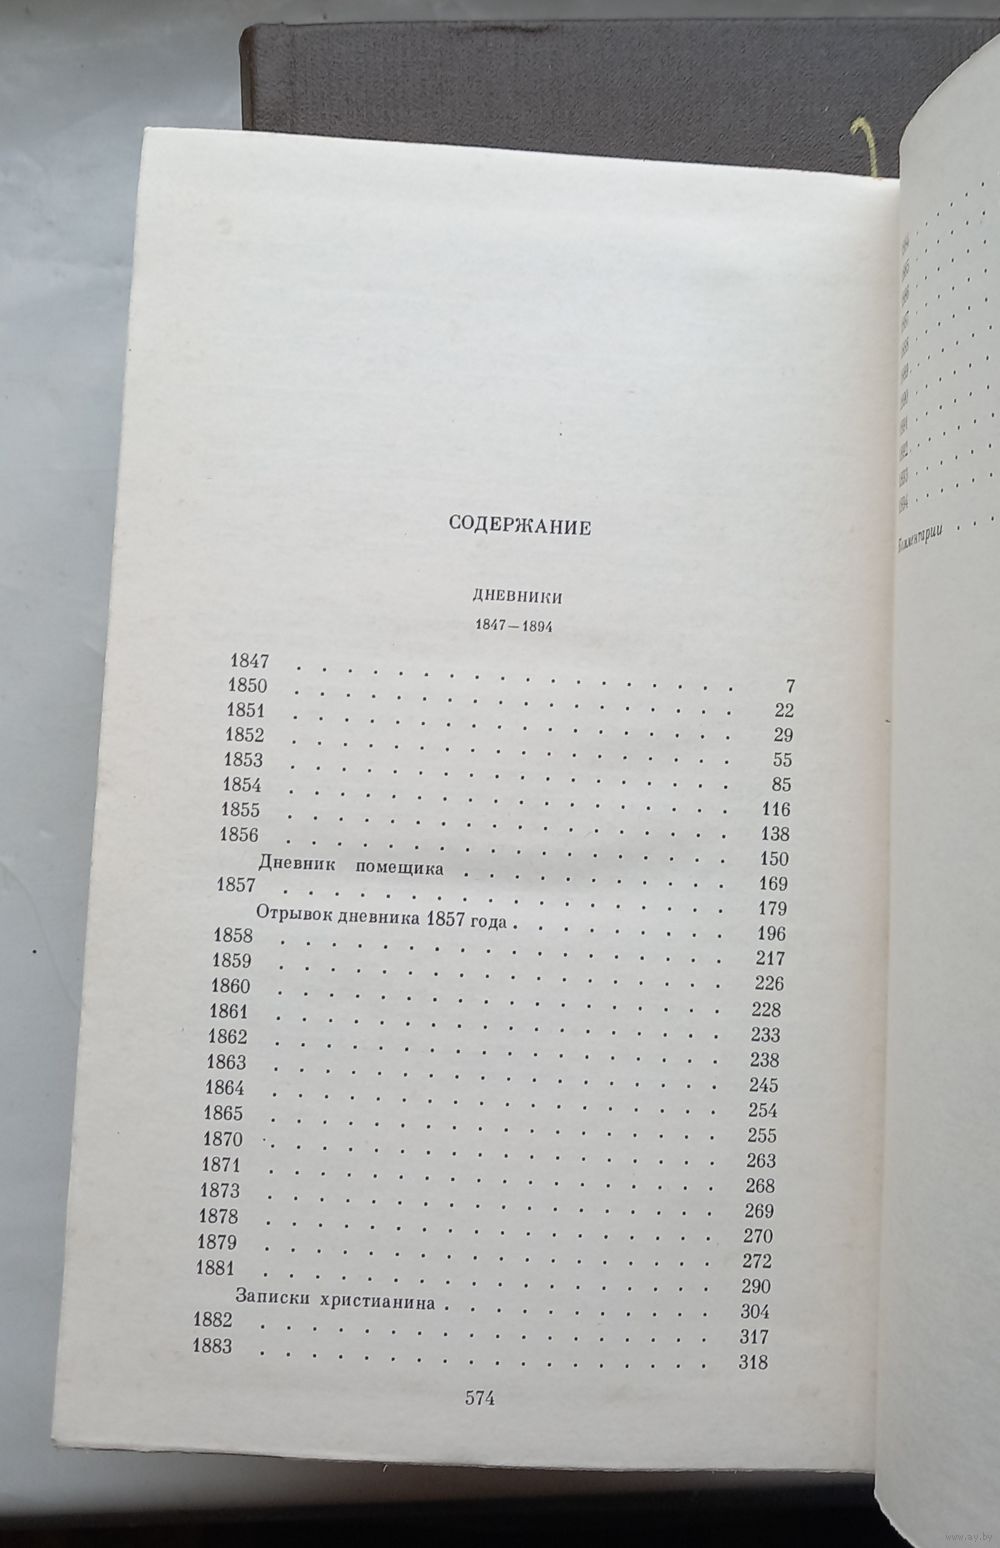 СОДЕРЖАНИЕ
ДНЕВНИКИ
1847—1894
1847 . . . . . . . . . . . . . . . . . . 7
1850 . . . . . . . . . . . . . . . . . . 22
1851 . . . . . . . . . . . . . . . . . . 29
1852 . . . . . . . . . . . . . . . . . . 55
1853 . . . . . . . . . . . . . . . . . . 85
1854 . . . . . . . . . . . . . . . . . . 116
1855 . . . . . . . . . . . . . . . . . . 138
1856 . . . . . . . . . . . . . . . . . . 150
Дневник помещика . . . . . . . . . . . 169
1857 . . . . . . . . . . . . . . . . . . 179
Отрывок дневника 1857 года . . . . . . . . . 196
1858 . . . . . . . . . . . . . . . . . . 217
1859 . . . . . . . . . . . . . . . . . . 226
1860 . . . . . . . . . . . . . . . . . . 228
1861 . . . . . . . . . . . . . . . . . . 233
1862 . . . . . . . . . . . . . . . . . . 238
1863 . . . . . . . . . . . . . . . . . . 245
1864 . . . . . . . . . . . . . . . . . . 254
1865 . . . . . . . . . . . . . . . . . . 255
1870 . . . . . . . . . . . . . . . . . . 263
1871 . . . . . . . . . . . . . . . . . . 268
1873 . . . . . . . . . . . . . . . . . . 269
1878 . . . . . . . . . . . . . . . . . . 270
1879 . . . . . . . . . . . . . . . . . . 272
1881 . . . . . . . . . . . . . . . . . . 290
Записки христианина . . . . . . . . . . . 304
1882 . . . . . . . . . . . . . . . . . . 317
1883 . . . . . . . . . . . . . . . . . . 318
574
Комментарии . . .
www.ay.by